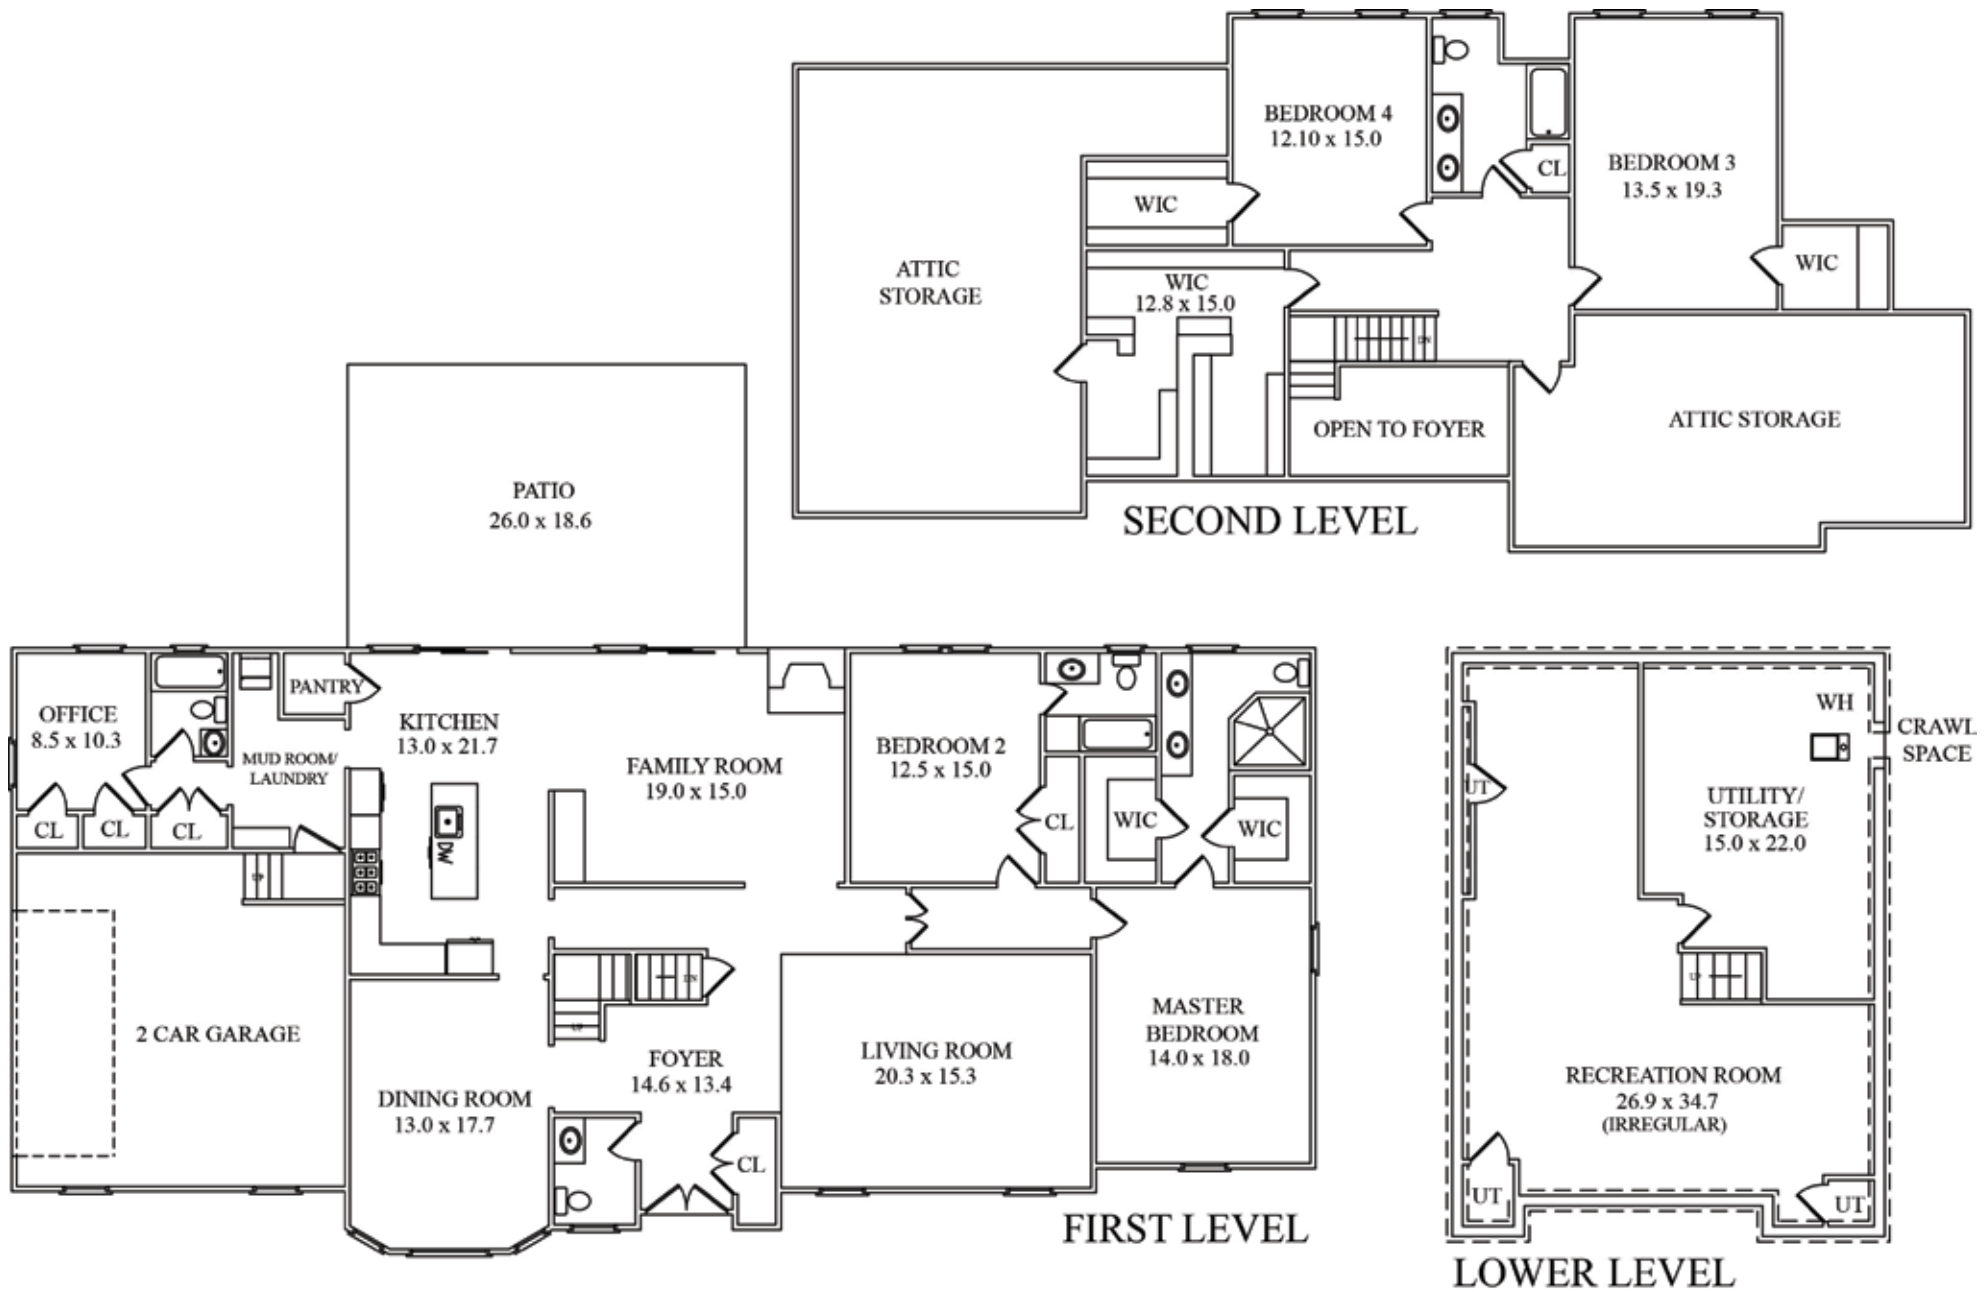 BEDROOM 4
12.10 x 15.0
CL
BEDROOM 3
13.5 x 19.3
WIC
WIC
ATTIC
STORAGE
WIC
12.8 x 15.0
DN
OPEN TO FOYER
ATTIC STORAGE
SECOND LEVEL
PATIO
26.0 x 18.6
OFFICE
8.5 x 10.3
PANTRY
MUD ROOM/
LAUNDRY
KITCHEN
13.0 x 21.7
FAMILY ROOM
19.0 x 15.0
BEDROOM 2
12.5 x 15.0
CL
CL
CL
DW
CL
WIC
WIC
UP
2 CAR GARAGE
DN
UP
FOYER
14.6 x 13.4
DINING ROOM
13.0 x 17.7
LIVING ROOM
20.3 x 15.3
MASTER
BEDROOM
14.0 x 18.0
CL
FIRST LEVEL
WH
CRAWL
SPACE
UT
UTILITY/
STORAGE
15.0 x 22.0
UP
RECREATION ROOM
26.9 x 34.7
(IRREGULAR)
UT
UT
LOWER LEVEL